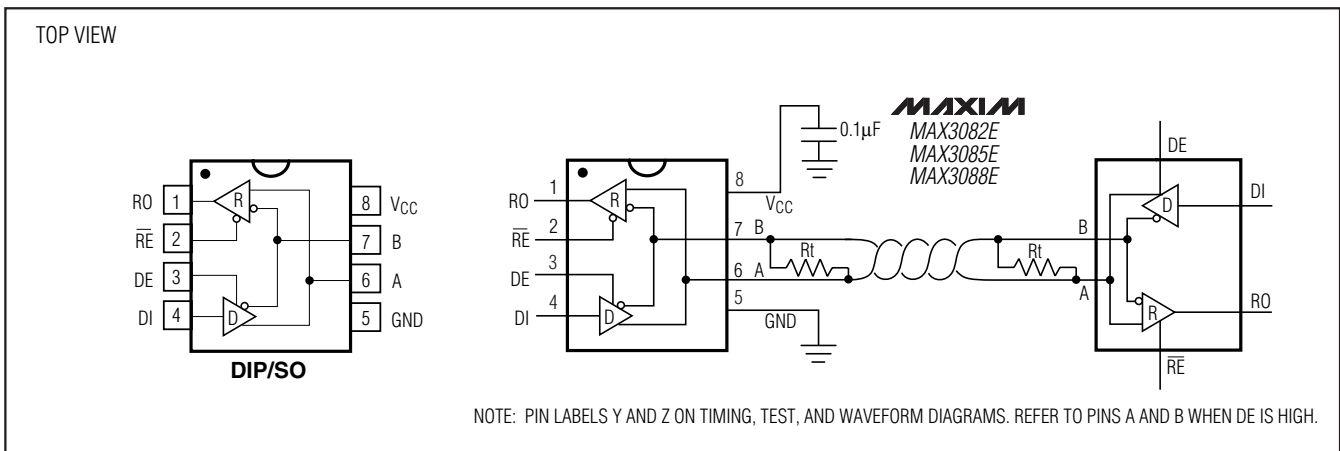 TOP VIEW
RO 1
RE 2
DE 3
DI 4
R
D
8 VCC
7 B
6 A
5 GND
DIP/SO
RO 1
RE 2
DE 3
DI 4
R
D
8
VCC
7 B
6 A
5
GND
0.1µF
Rt
MAXIM
MAX3082E
MAX3085E
MAX3088E
B
Rt
A
DE
D
DI
R
RO
RE
NOTE: PIN LABELS Y AND Z ON TIMING, TEST, AND WAVEFORM DIAGRAMS. REFER TO PINS A AND B WHEN DE IS HIGH.